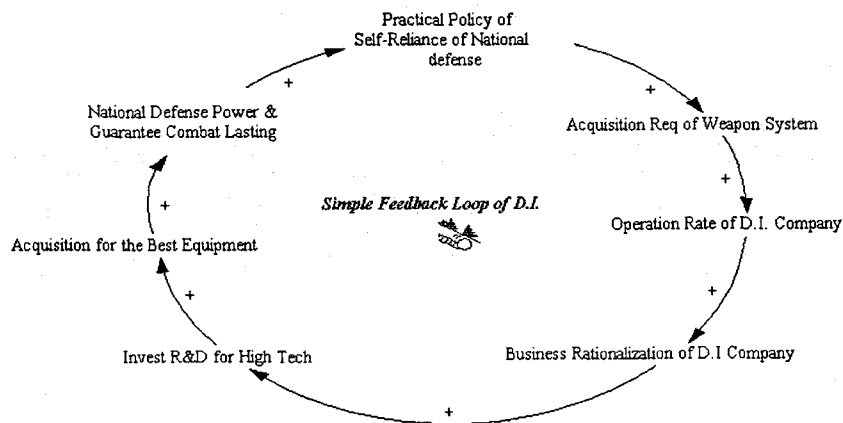 Practical Policy of
Self-Reliance of National
defense
+
+
National Defense Power &
Guarantee Combat Lasting
Acquisition Req of Weapon System
+
+
Simple Feedback Loop of D.I.
Operation Rate of D.I. Company
Acquisition for the Best Equipment
+
+
Invest R&D for High Tech
Business Rationalization of D.I Company
+